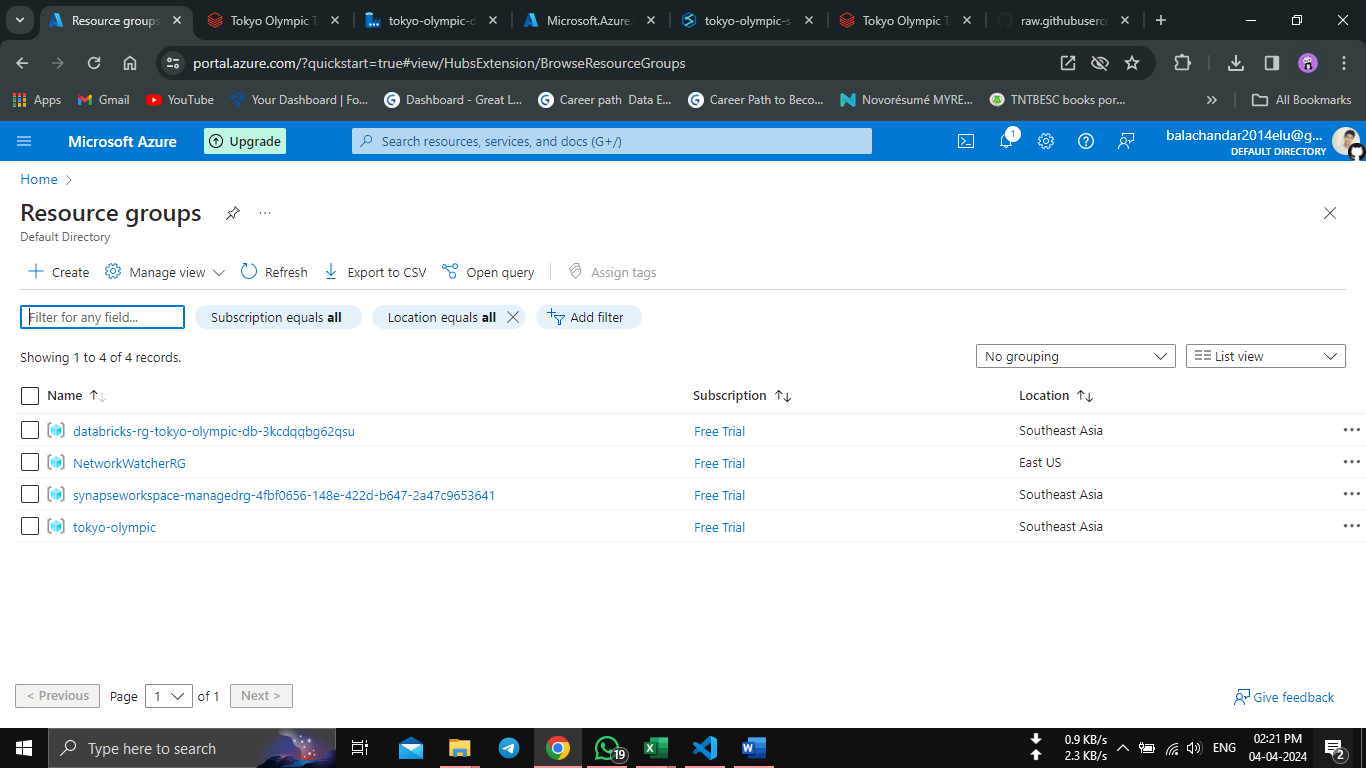 Resource groups
Tokyo Olympic T
tokyo-olympic-d
Microsoft.Azure.
tokyo-olympic-s
Tokyo Olympic T
raw.githubuserc
portal.azure.com/?quickstart=true#view/HubsExtension/BrowseResourceGroups
Apps Gmail YouTube Your Dashboard | Fo... Dashboard - Great L... Career path Data E... Career Path to Beco... Novorésumé MYRE... TNTBESC books por... » All Bookmarks
Microsoft Azure Upgrade Search resources, services, and docs (G+/) 1 balachandar2014elu@g...
DEFAULT DIRECTORY
Home >
Resource groups ...
Default Directory
Create Manage view Refresh Export to CSV Open query Assign tags
Filter for any field... Subscription equals all Location equals all Add filter
Showing 1 to 4 of 4 records. No grouping List view
Name Subscription Location
databricks-rg-tokyo-olympic-db-3kcdqqbg62qsu Free Trial Southeast Asia
NetworkWatcherRG Free Trial East US
synapseworkspace-managedrg-4fbf0656-148e-422d-b647-2a47c9653641 Free Trial Southeast Asia
tokyo-olympic Free Trial Southeast Asia
< Previous Page 1 of 1 Next > Give feedback
Type here to search 19 0.9 KB/s
2.3 KB/s ENG 02:21 PM
04-04-2024 2